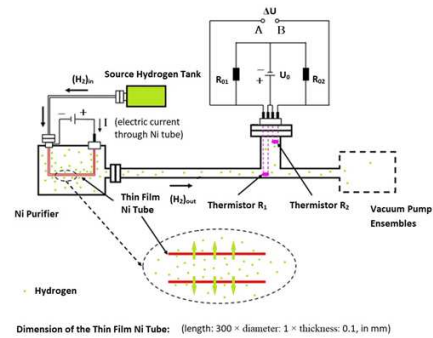 ΔU
A B
(H₂)in
Source Hydrogen Tank
R01
U₀
R02
− +
+
−
I (electric current
through Ni tube)
Thin Film
Ni Tube
Ni Purifier
(H₂)out
Thermistor R₁
Thermistor R₂
Vacuum Pump
Ensembles
Hydrogen
Dimension of the Thin Film Ni Tube: (length: 300 × diameter: 1 × thickness: 0.1, in mm)